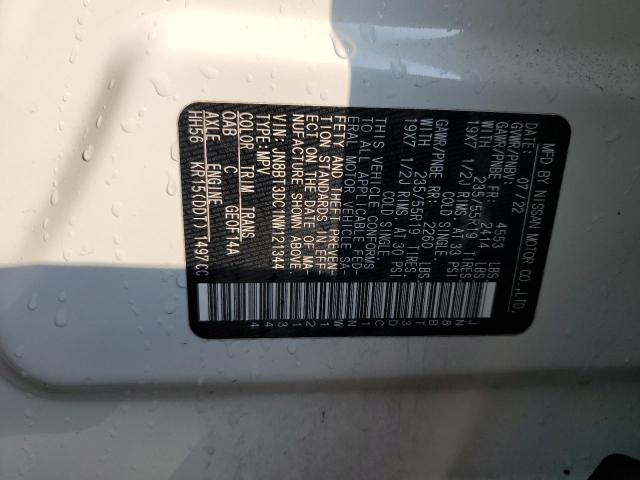 MFD BY NISSAN MOTOR CO.,LTD.
DATE: 07/22
GVWR/PNBV: 4553 LBS
GAWR/PNBE FR: 2414 LBS
WITH 235/55R19 TIRES,
19X7 1/2J RIMS, AT 33 PSI
COLD SINGLE
GAWR/PNBE RR: 2260 LBS
WITH 235/55R19 TIRES,
19X7 1/2J RIMS, AT 30 PSI
COLD SINGLE.
THIS VEHICLE CONFORMS
TO ALL APPLICABLE FED-
ERAL MOTOR VEHICLE SA-
FETY AND THEFT PREVEN-
TION STANDARDS IN EFF-
ECT ON THE DATE OF MA-
NUFACTURE SHOWN ABOVE.
JN8BT3DC1NW121344
TYPE: MPV
COLOR TRIM TRANS.
QAB C GE0F14A
AXLE ENGINE
HH56 KR15(DDT) 1497CC
JN8BT3DC1NW121344